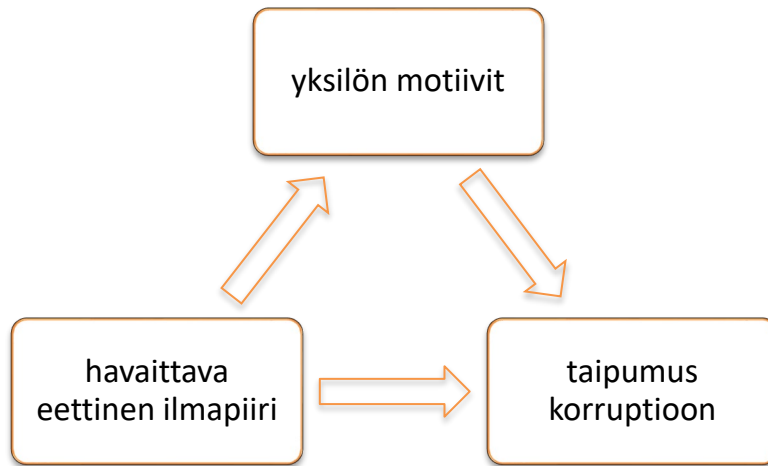 yksilön motiivit
havaittava
eettinen ilmapiiri
taipumus
korruptioon